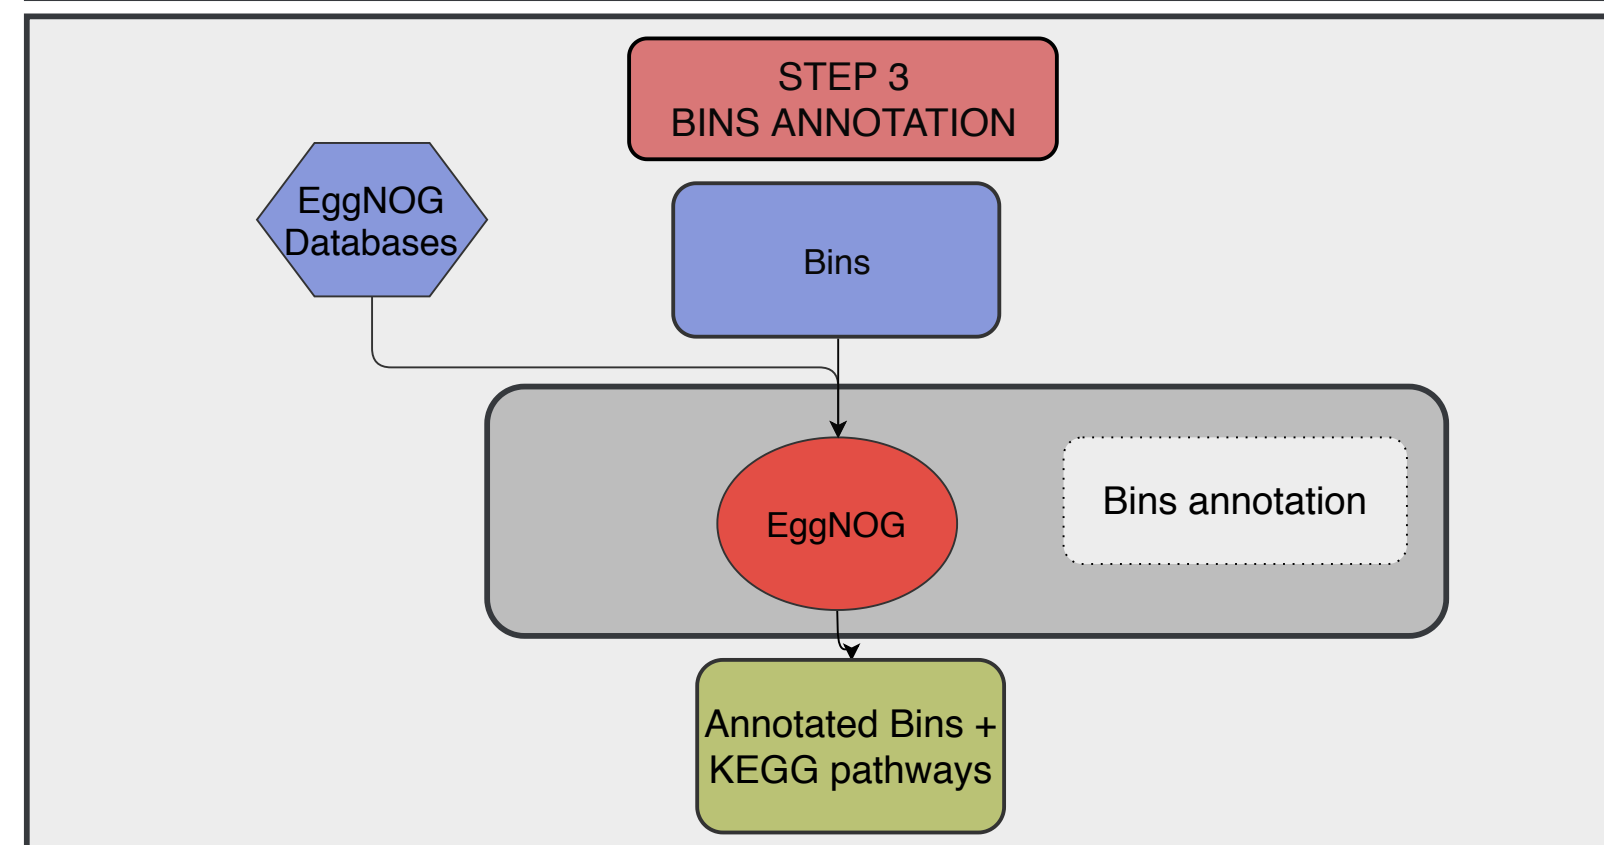 STEP 3
BINS ANNOTATION
EggNOG
Databases
Bins
EggNOG
Bins annotation
Annotated Bins +
KEGG pathways